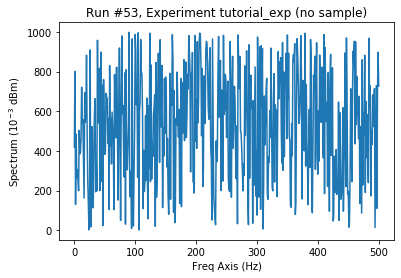 Run #53, Experiment tutorial_exp (no sample)
1000
800
600
400
200
0
Spectrum (10⁻³ dBm)
0 100 200 300 400 500
Freq Axis (Hz)